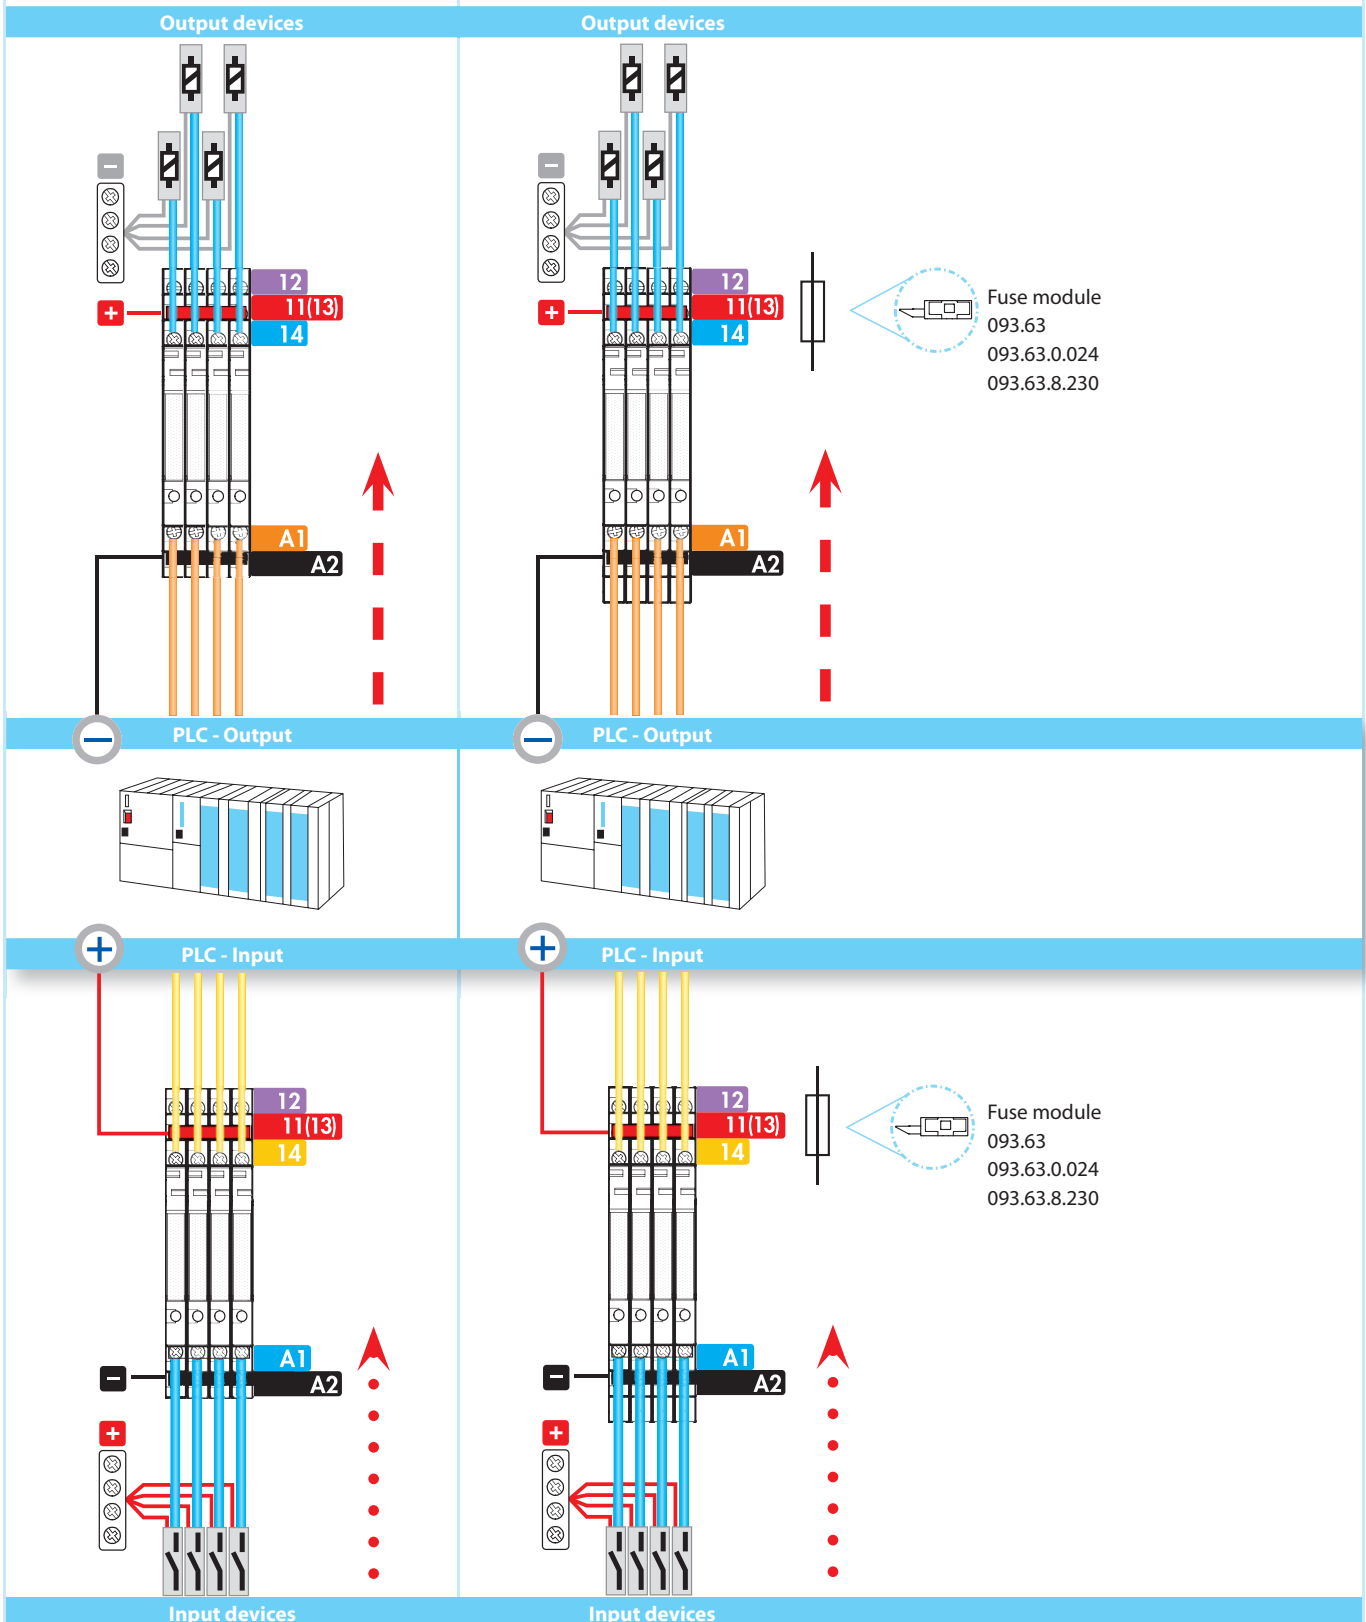 Output devices
Output devices
12
11(13)
14
12
11(13)
14
Fuse module
093.63
093.63.0.024
093.63.8.230
A1
A2
A1
A2
PLC - Output
PLC - Output
PLC - Input
PLC - Input
12
11(13)
14
12
11(13)
14
Fuse module
093.63
093.63.0.024
093.63.8.230
A1
A2
A1
A2
Input devices
Input devices